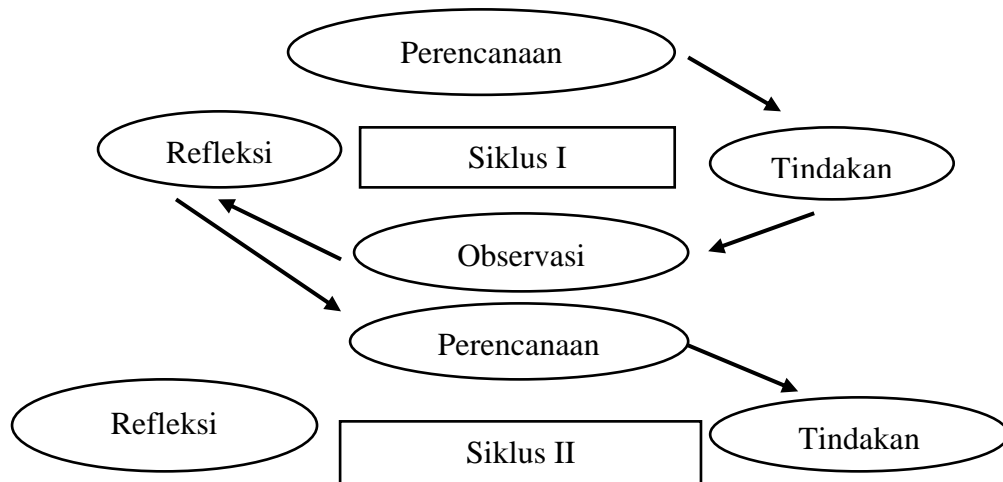 Perencanaan
Refleksi
Siklus I
Tindakan
Observasi
Perencanaan
Refleksi
Siklus II
Tindakan